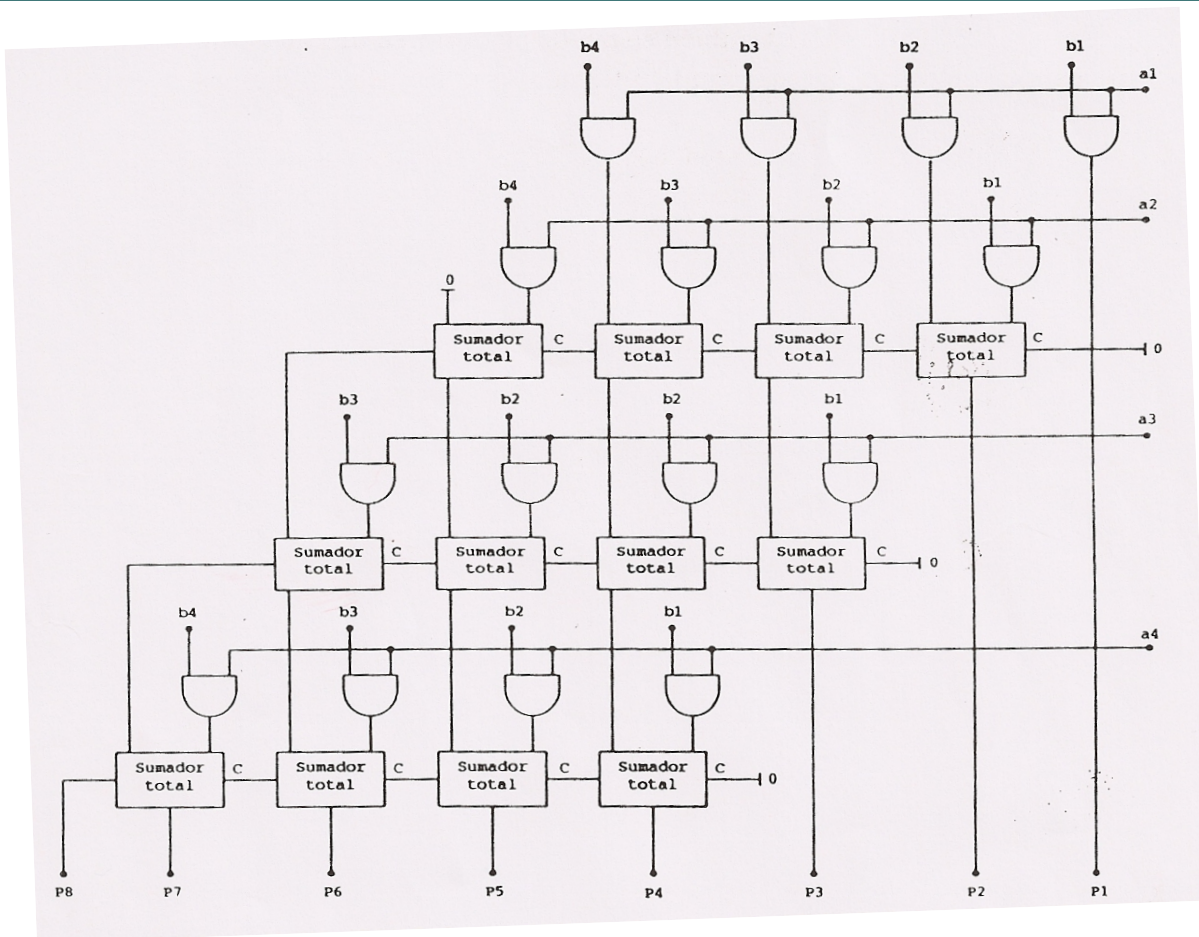 b4 b3 b2 b1
a1
b4 b3 b2 b1
a2
0
Sumador total C Sumador total C Sumador total C Sumador total C 0
b3 b2 b2 b1
a3
Sumador total C Sumador total C Sumador total C Sumador total C 0
b4 b3 b2 b1
a4
Sumador total C Sumador total C Sumador total C Sumador total C 0
P8 P7 P6 P5 P4 P3 P2 P1